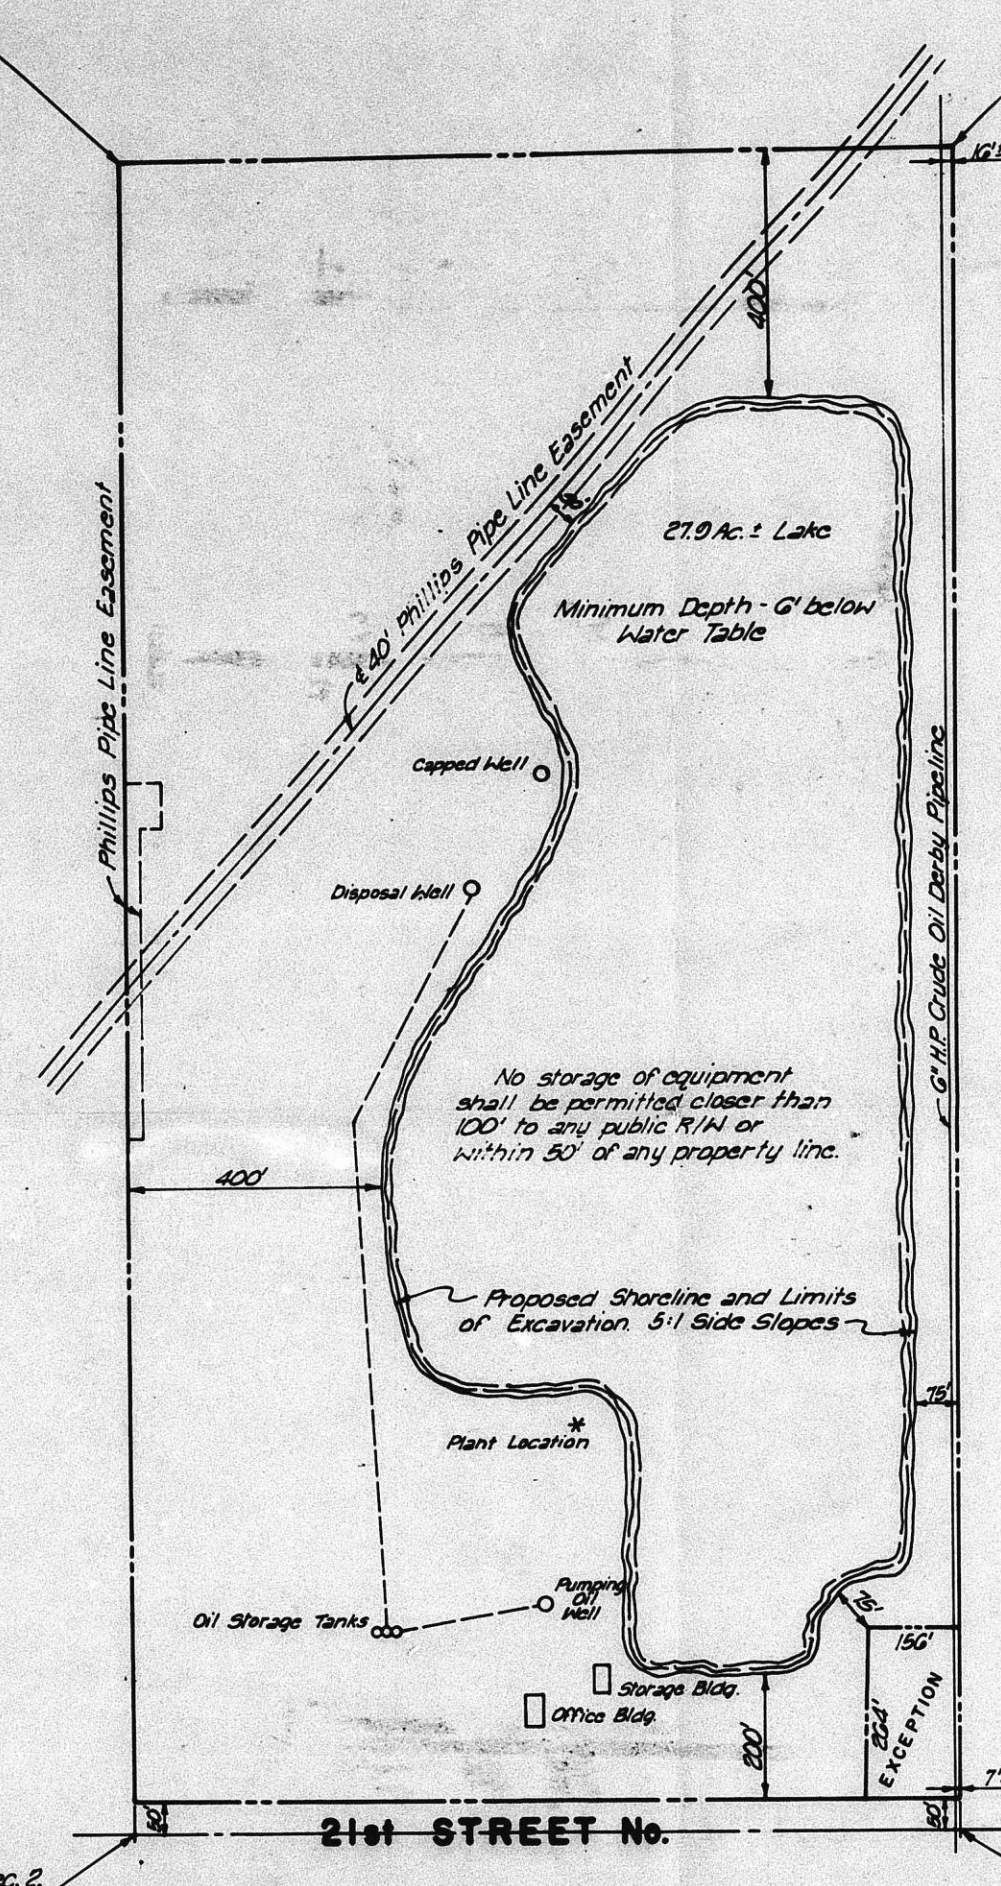 16'±
400'
℄ 40' Phillips Pipe Line Easement
Phillips Pipe Line Easement
27.9 Ac. ± Lake
Minimum Depth - 6' below
Water Table
Capped Well
Disposal Well
6" H.P. Crude Oil Derby Pipeline
No storage of equipment
shall be permitted closer than
100' to any public R/W or
within 50' of any property line.
400'
Proposed Shoreline and Limits
of Excavation. 5:1 Side Slopes
75'
Plant Location
*
Pumping
Oil
Well
Oil Storage Tanks
75'
156'
Storage Bldg.
Office Bldg.
200'
264'
EXCEPTION
7'
50'
50'
21st STREET No.